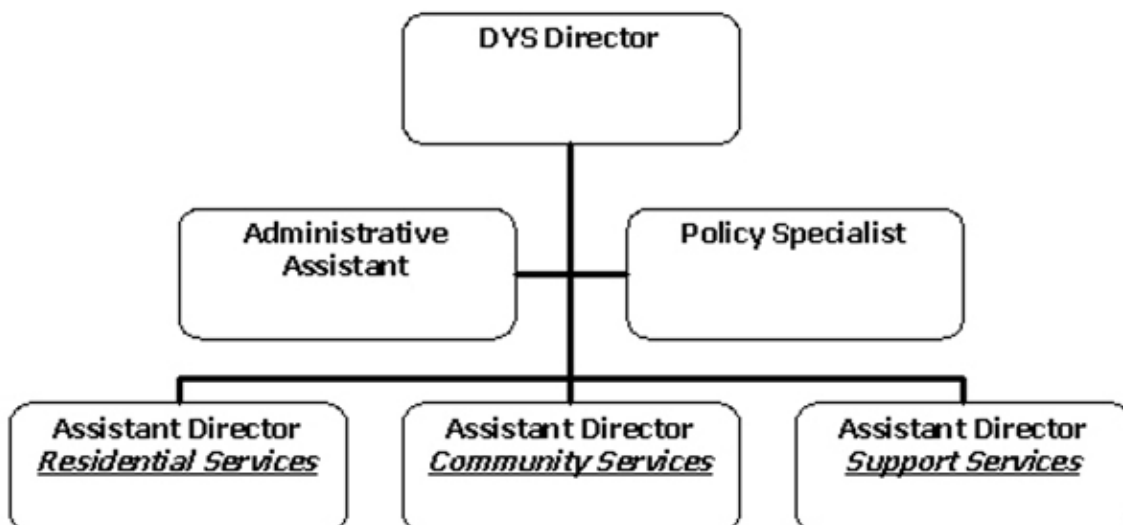 DYS Director
Administrative
Assistant
Policy Specialist
Assistant Director
Residential Services
Assistant Director
Community Services
Assistant Director
Support Services